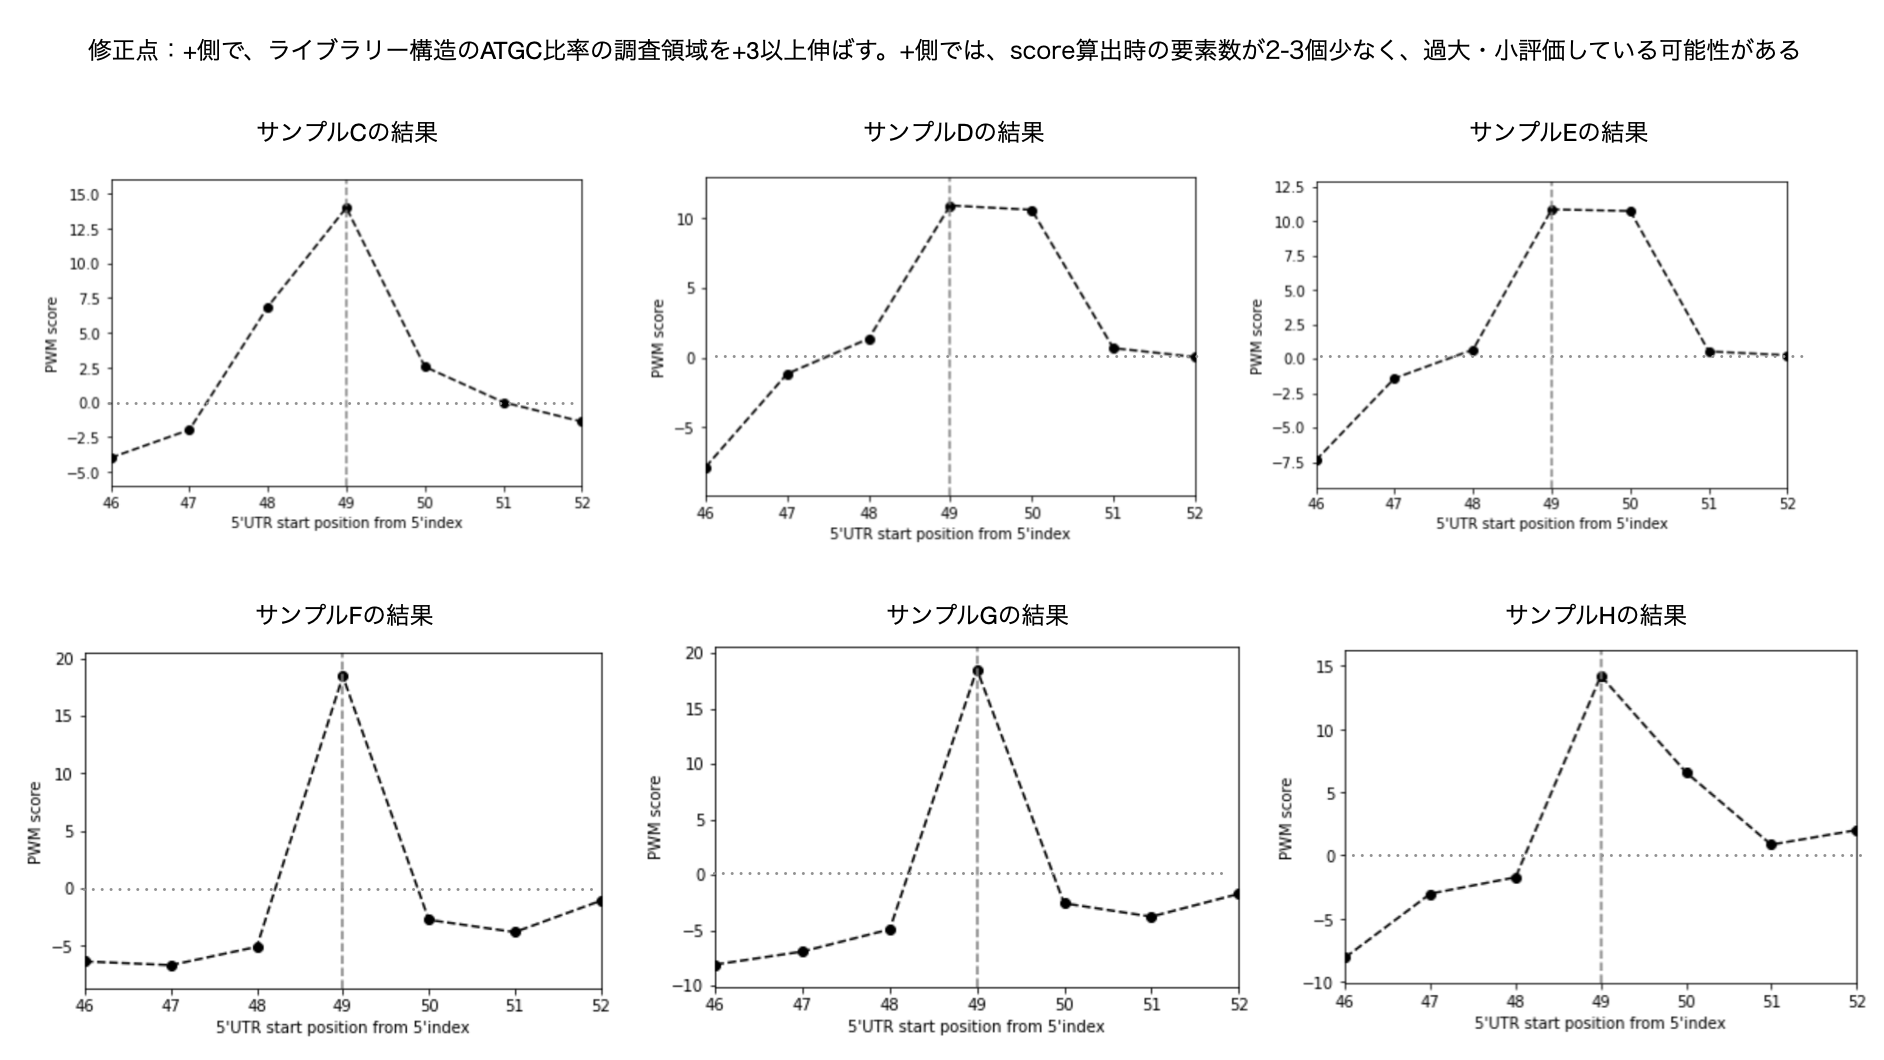 修正点：+側で、ライブラリー構造のATGC比率の調査領域を+3以上伸ばす。+側では、score算出時の要素数が2-3個少なく、過大・小評価している可能性がある
サンプルCの結果
15.0
12.5
10.0
7.5
5.0
2.5
0.0
−2.5
−5.0
PWM score
46 47 48 49 50 51 52
5'UTR start position from 5'index
サンプルDの結果
10
5
0
−5
PWM score
46 47 48 49 50 51 52
5'UTR start position from 5'index
サンプルEの結果
12.5
10.0
7.5
5.0
2.5
0.0
−2.5
−5.0
−7.5
PWM score
46 47 48 49 50 51 52
5'UTR start position from 5'index
サンプルFの結果
20
15
10
5
0
−5
PWM score
46 47 48 49 50 51 52
5'UTR start position from 5'index
サンプルGの結果
20
15
10
5
0
−5
−10
PWM score
46 47 48 49 50 51 52
5'UTR start position from 5'index
サンプルHの結果
15
10
5
0
−5
−10
PWM score
46 47 48 49 50 51 52
5'UTR start position from 5'index